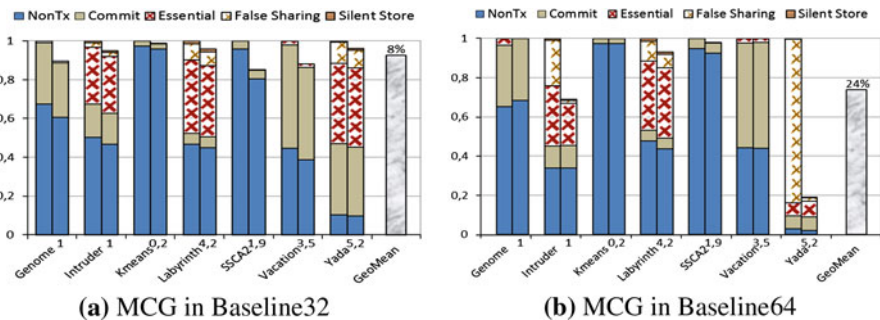 NonTx Commit Essential False Sharing Silent Store
1
0,8
0,6
0,4
0,2
0
8%
Genome 1
Intruder 1
Kmeans 0,2
Labyrinth 4,2
SSCA2 1,9
Vacation 3,5
Yada 5,2
GeoMean
(a) MCG in Baseline32
NonTx Commit Essential False Sharing Silent Store
1
0,8
0,6
0,4
0,2
0
24%
Genome 1
Intruder 1
Kmeans 0,2
Labyrinth 4,2
SSCA2 1,9
Vacation 3,5
Yada 5,2
GeoMean
(b) MCG in Baseline64